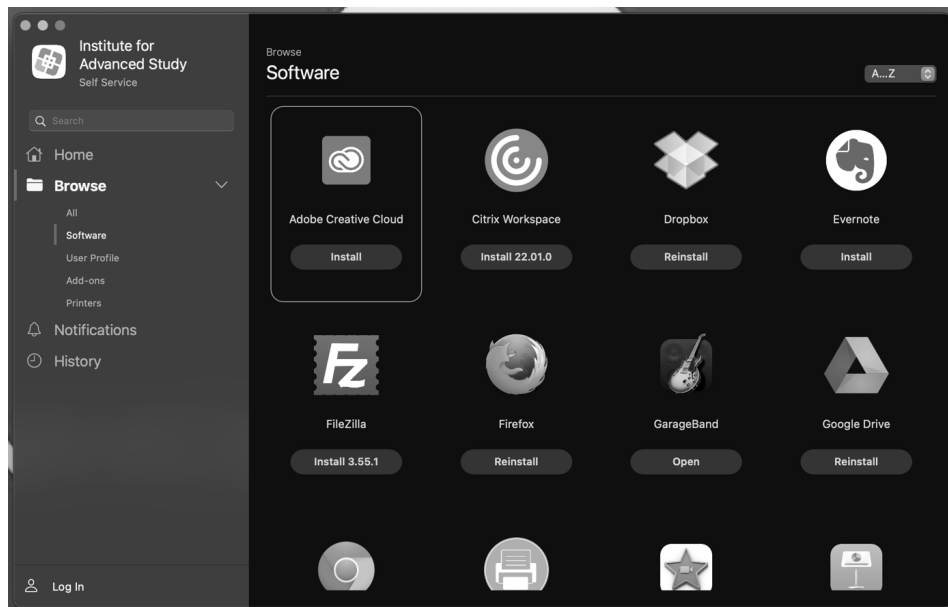 Institute for
Advanced Study
Self Service
Search
Home
Browse
All
Software
User Profile
Add-ons
Printers
Notifications
History
Log In
Browse
Software
A...Z
Adobe Creative Cloud
Install
Citrix Workspace
Install 22.01.0
Dropbox
Reinstall
Evernote
Install
Fz
FileZilla
Install 3.55.1
Firefox
Reinstall
GarageBand
Open
Google Drive
Reinstall